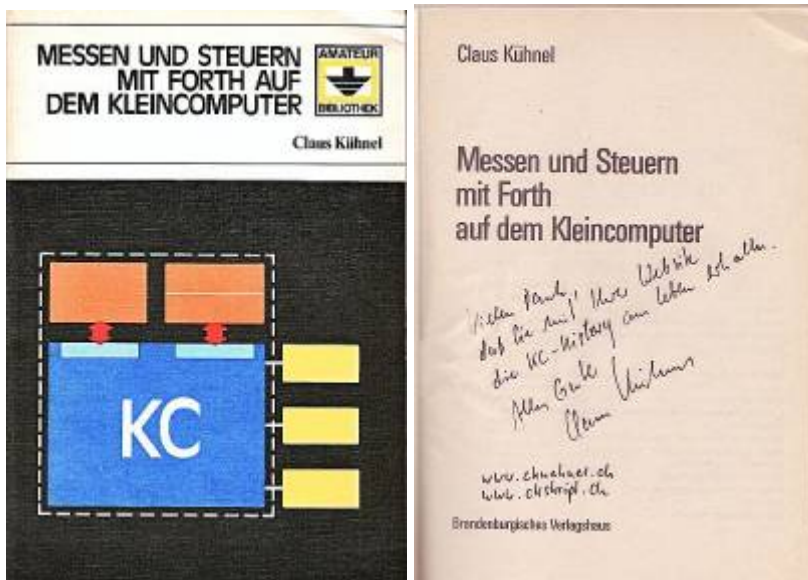 MESSEN UND STEUERN
MIT FORTH AUF
DEM KLEINCOMPUTER
AMATEUR
BIBLIOTHEK
Claus Kühnel
KC
Claus Kühnel
Messen und Steuern
mit Forth
auf dem Kleincomputer
Vielen Dank,
daß Sie mit Ihrer Website
die KC-History am leben erhalten.
Alles Gute
Claus Kühnel
www.ckuehnel.ch
www.ckskript.ch
Brandenburgisches Verlagshaus